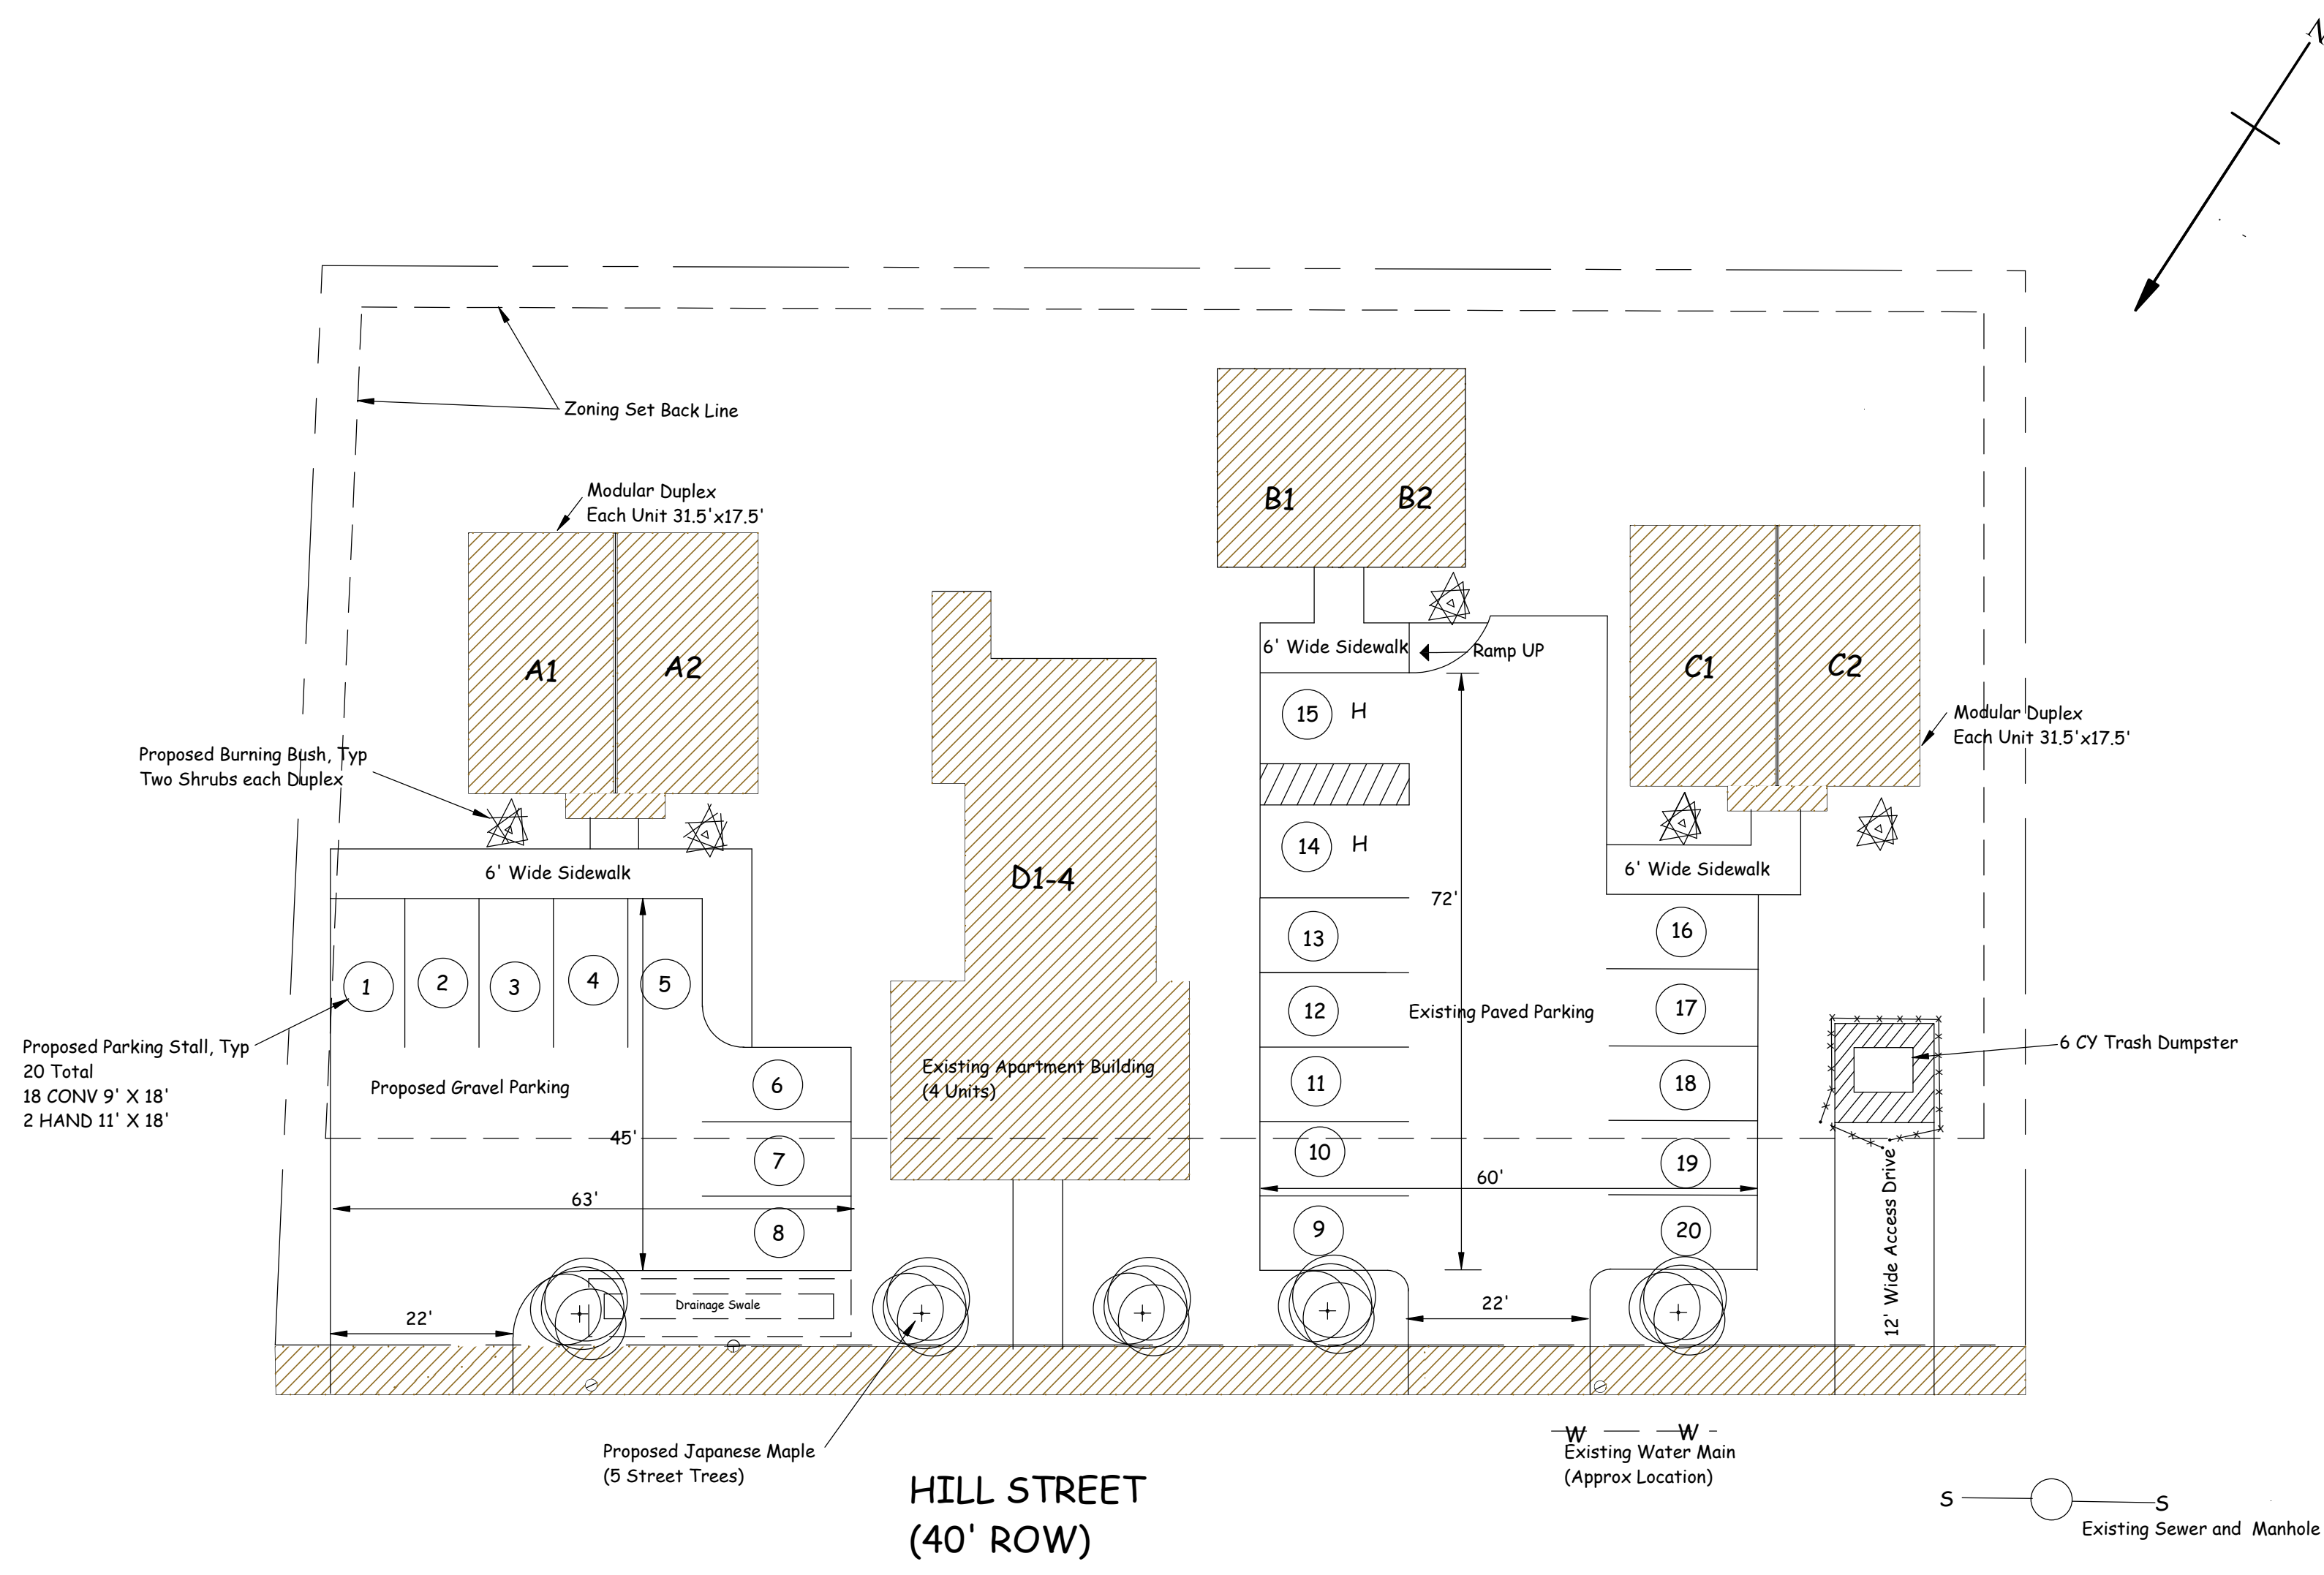 N
Zoning Set Back Line
Modular Duplex
Each Unit 31.5'x17.5'
B1
B2
A1
A2
6' Wide Sidewalk
Ramp UP
C1
C2
Modular Duplex
Each Unit 31.5'x17.5'
15
H
Proposed Burning Bush, Typ
Two Shrubs each Duplex
14
H
6' Wide Sidewalk
D1-4
72'
6' Wide Sidewalk
13
16
1
2
3
4
5
12
Existing Paved Parking
17
Proposed Parking Stall, Typ
20 Total
18 CONV 9' X 18'
2 HAND 11' X 18'
Proposed Gravel Parking
6
Existing Apartment Building
(4 Units)
11
18
6 CY Trash Dumpster
45'
7
10
19
63'
60'
8
9
20
12' Wide Access Drive
Drainage Swale
22'
22'
Proposed Japanese Maple
(5 Street Trees)
W
W
Existing Water Main
(Approx Location)
HILL STREET
(40' ROW)
S
S
Existing Sewer and Manhole